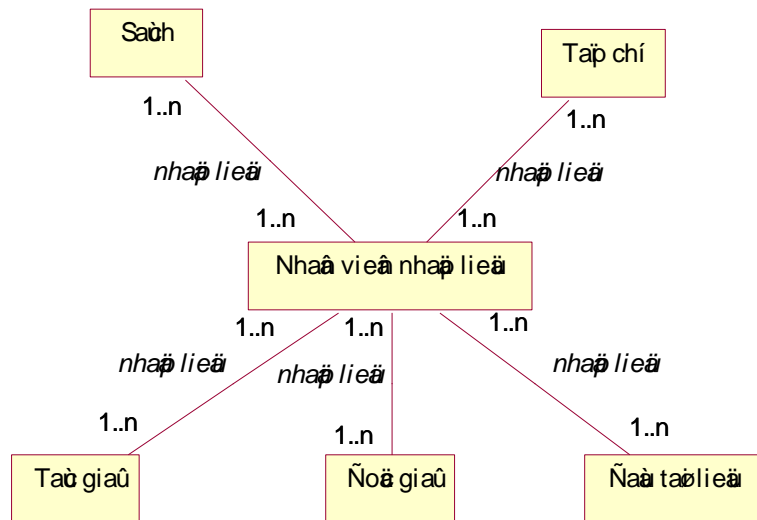 Saùch
Taïp chí
1..n
1..n
nhaäp lieäu
nhaäp lieäu
1..n
1..n
Nhaân vieân nhaäp lieäu
1..n
1..n
1..n
nhaäp lieäu
nhaäp lieäu
nhaäp lieäu
1..n
1..n
1..n
Taùc giaû
Ñoäc giaû
Ñaàu taøi lieäu